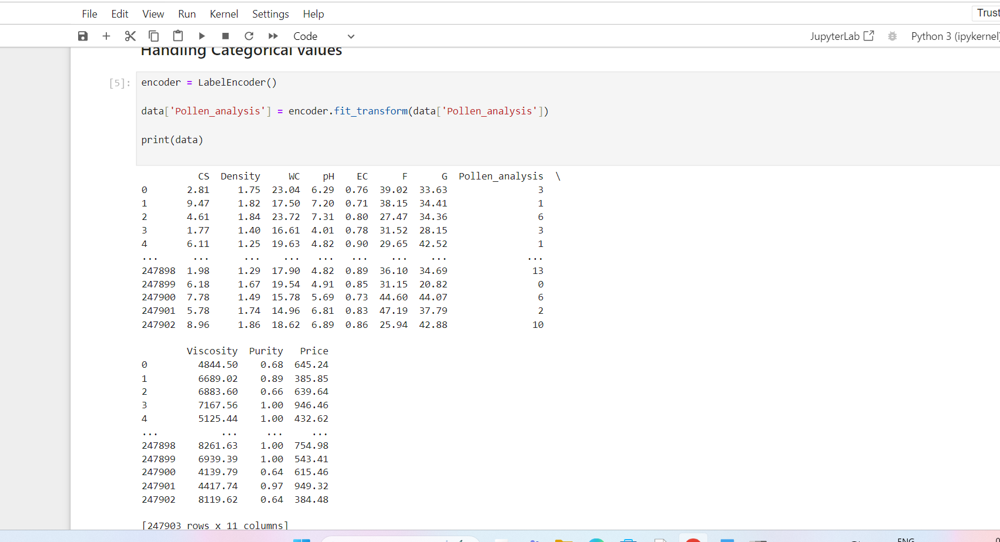 File Edit View Run Kernel Settings Help
Trust
Code
JupyterLab
Python 3 (ipykernel)
Handling Categorical values
[5]:
encoder = LabelEncoder()
data['Pollen_analysis'] = encoder.fit_transform(data['Pollen_analysis'])
print(data)
CS Density WC pH EC F G Pollen_analysis \
0 2.81 1.75 23.04 6.29 0.76 39.02 33.63 3
1 9.47 1.82 17.50 7.20 0.71 38.15 34.41 1
2 4.61 1.84 23.72 7.31 0.80 27.47 34.36 6
3 1.77 1.40 16.61 4.01 0.78 31.52 28.15 3
4 6.11 1.25 19.63 4.82 0.90 29.65 42.52 1
... ... ... ... ... ... ... ... ...
247898 1.98 1.29 17.90 4.82 0.89 36.10 34.69 13
247899 6.18 1.67 19.54 4.91 0.85 31.15 20.82 0
247900 7.78 1.49 15.78 5.69 0.73 44.60 44.07 6
247901 5.78 1.74 14.96 6.81 0.83 47.19 37.79 2
247902 8.96 1.86 18.62 6.89 0.86 25.94 42.88 10
Viscosity Purity Price
0 4844.50 0.68 645.24
1 6689.02 0.89 385.85
2 6883.60 0.66 639.64
3 7167.56 1.00 946.46
4 5125.44 1.00 432.62
... ... ... ...
247898 8261.63 1.00 754.98
247899 6939.39 1.00 543.41
247900 4139.79 0.64 615.46
247901 4417.74 0.97 949.32
247902 8119.62 0.64 384.48
[247903 rows x 11 columns]
ENG